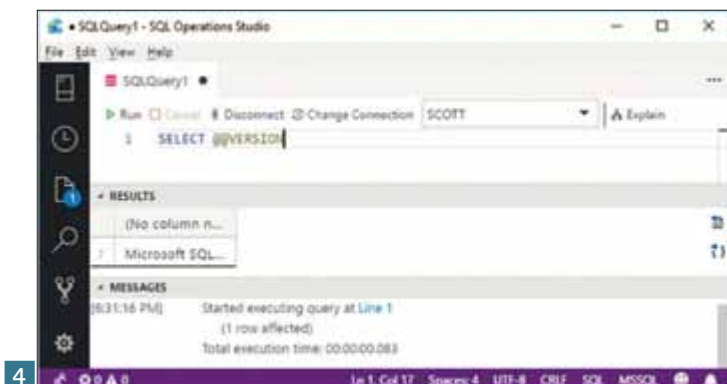 • SQLQuery1 - SQL Operations Studio
File Edit View Help
SQLQuery1 ●
Run Cancel Disconnect Change Connection SCOTT Explain
1 SELECT @@VERSION
RESULTS
(No column n...
1 Microsoft SQL...
MESSAGES
[6:31:16 PM] Started executing query at Line 1
(1 row affected)
Total execution time: 00:00:00.083
0 0 Ln 1, Col 17 Spaces: 4 UTF-8 CRLF SQL MSSQL
4